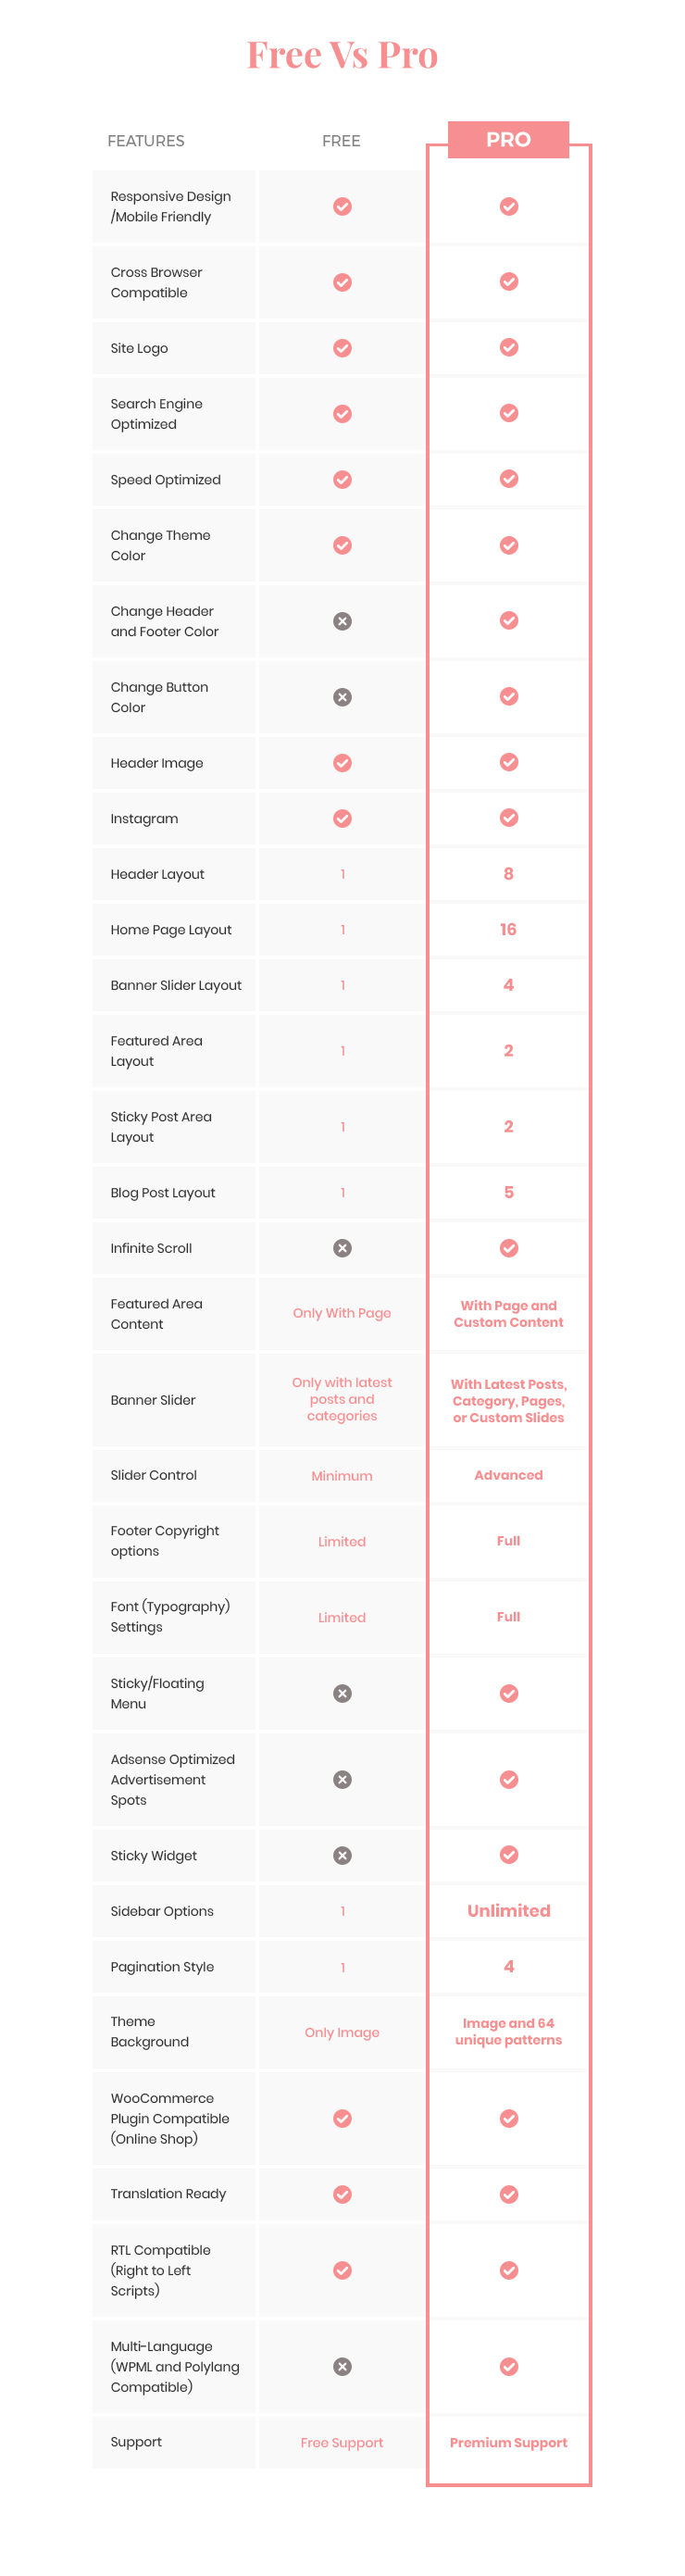 Free Vs Pro
FEATURES FREE PRO
Responsive Design
/Mobile Friendly
Cross Browser
Compatible
Site Logo
Search Engine
Optimized
Speed Optimized
Change Theme
Color
Change Header
and Footer Color
Change Button
Color
Header Image
Instagram
Header Layout 1 8
Home Page Layout 1 16
Banner Slider Layout 1 4
Featured Area
Layout
1 2
Sticky Post Area
Layout
1 2
Blog Post Layout 1 5
Infinite Scroll
Featured Area
Content
Only With Page
With Page and
Custom Content
Banner Slider
Only with latest
posts and
categories
With Latest Posts,
Category, Pages,
or Custom Slides
Slider Control Minimum Advanced
Footer Copyright
options
Limited Full
Font (Typography)
Settings
Limited Full
Sticky/Floating
Menu
Adsense Optimized
Advertisement
Spots
Sticky Widget
Sidebar Options 1 Unlimited
Pagination Style 1 4
Theme
Background
Only Image
Image and 64
unique patterns
WooCommerce
Plugin Compatible
(Online Shop)
Translation Ready
RTL Compatible
(Right to Left
Scripts)
Multi-Language
(WPML and Polylang
Compatible)
Support Free Support Premium Support